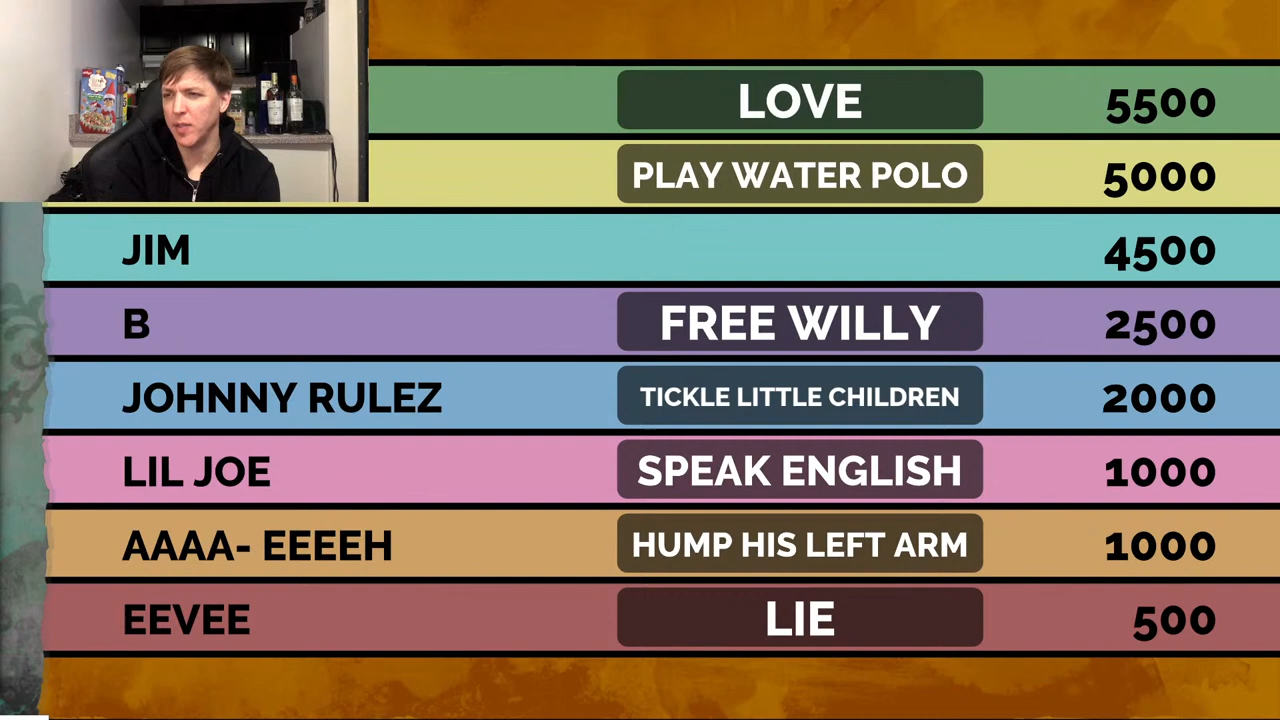 LOVE 5500
PLAY WATER POLO 5000
JIM 4500
B FREE WILLY 2500
JOHNNY RULEZ TICKLE LITTLE CHILDREN 2000
LIL JOE SPEAK ENGLISH 1000
AAAA- EEEEH HUMP HIS LEFT ARM 1000
EEVEE LIE 500